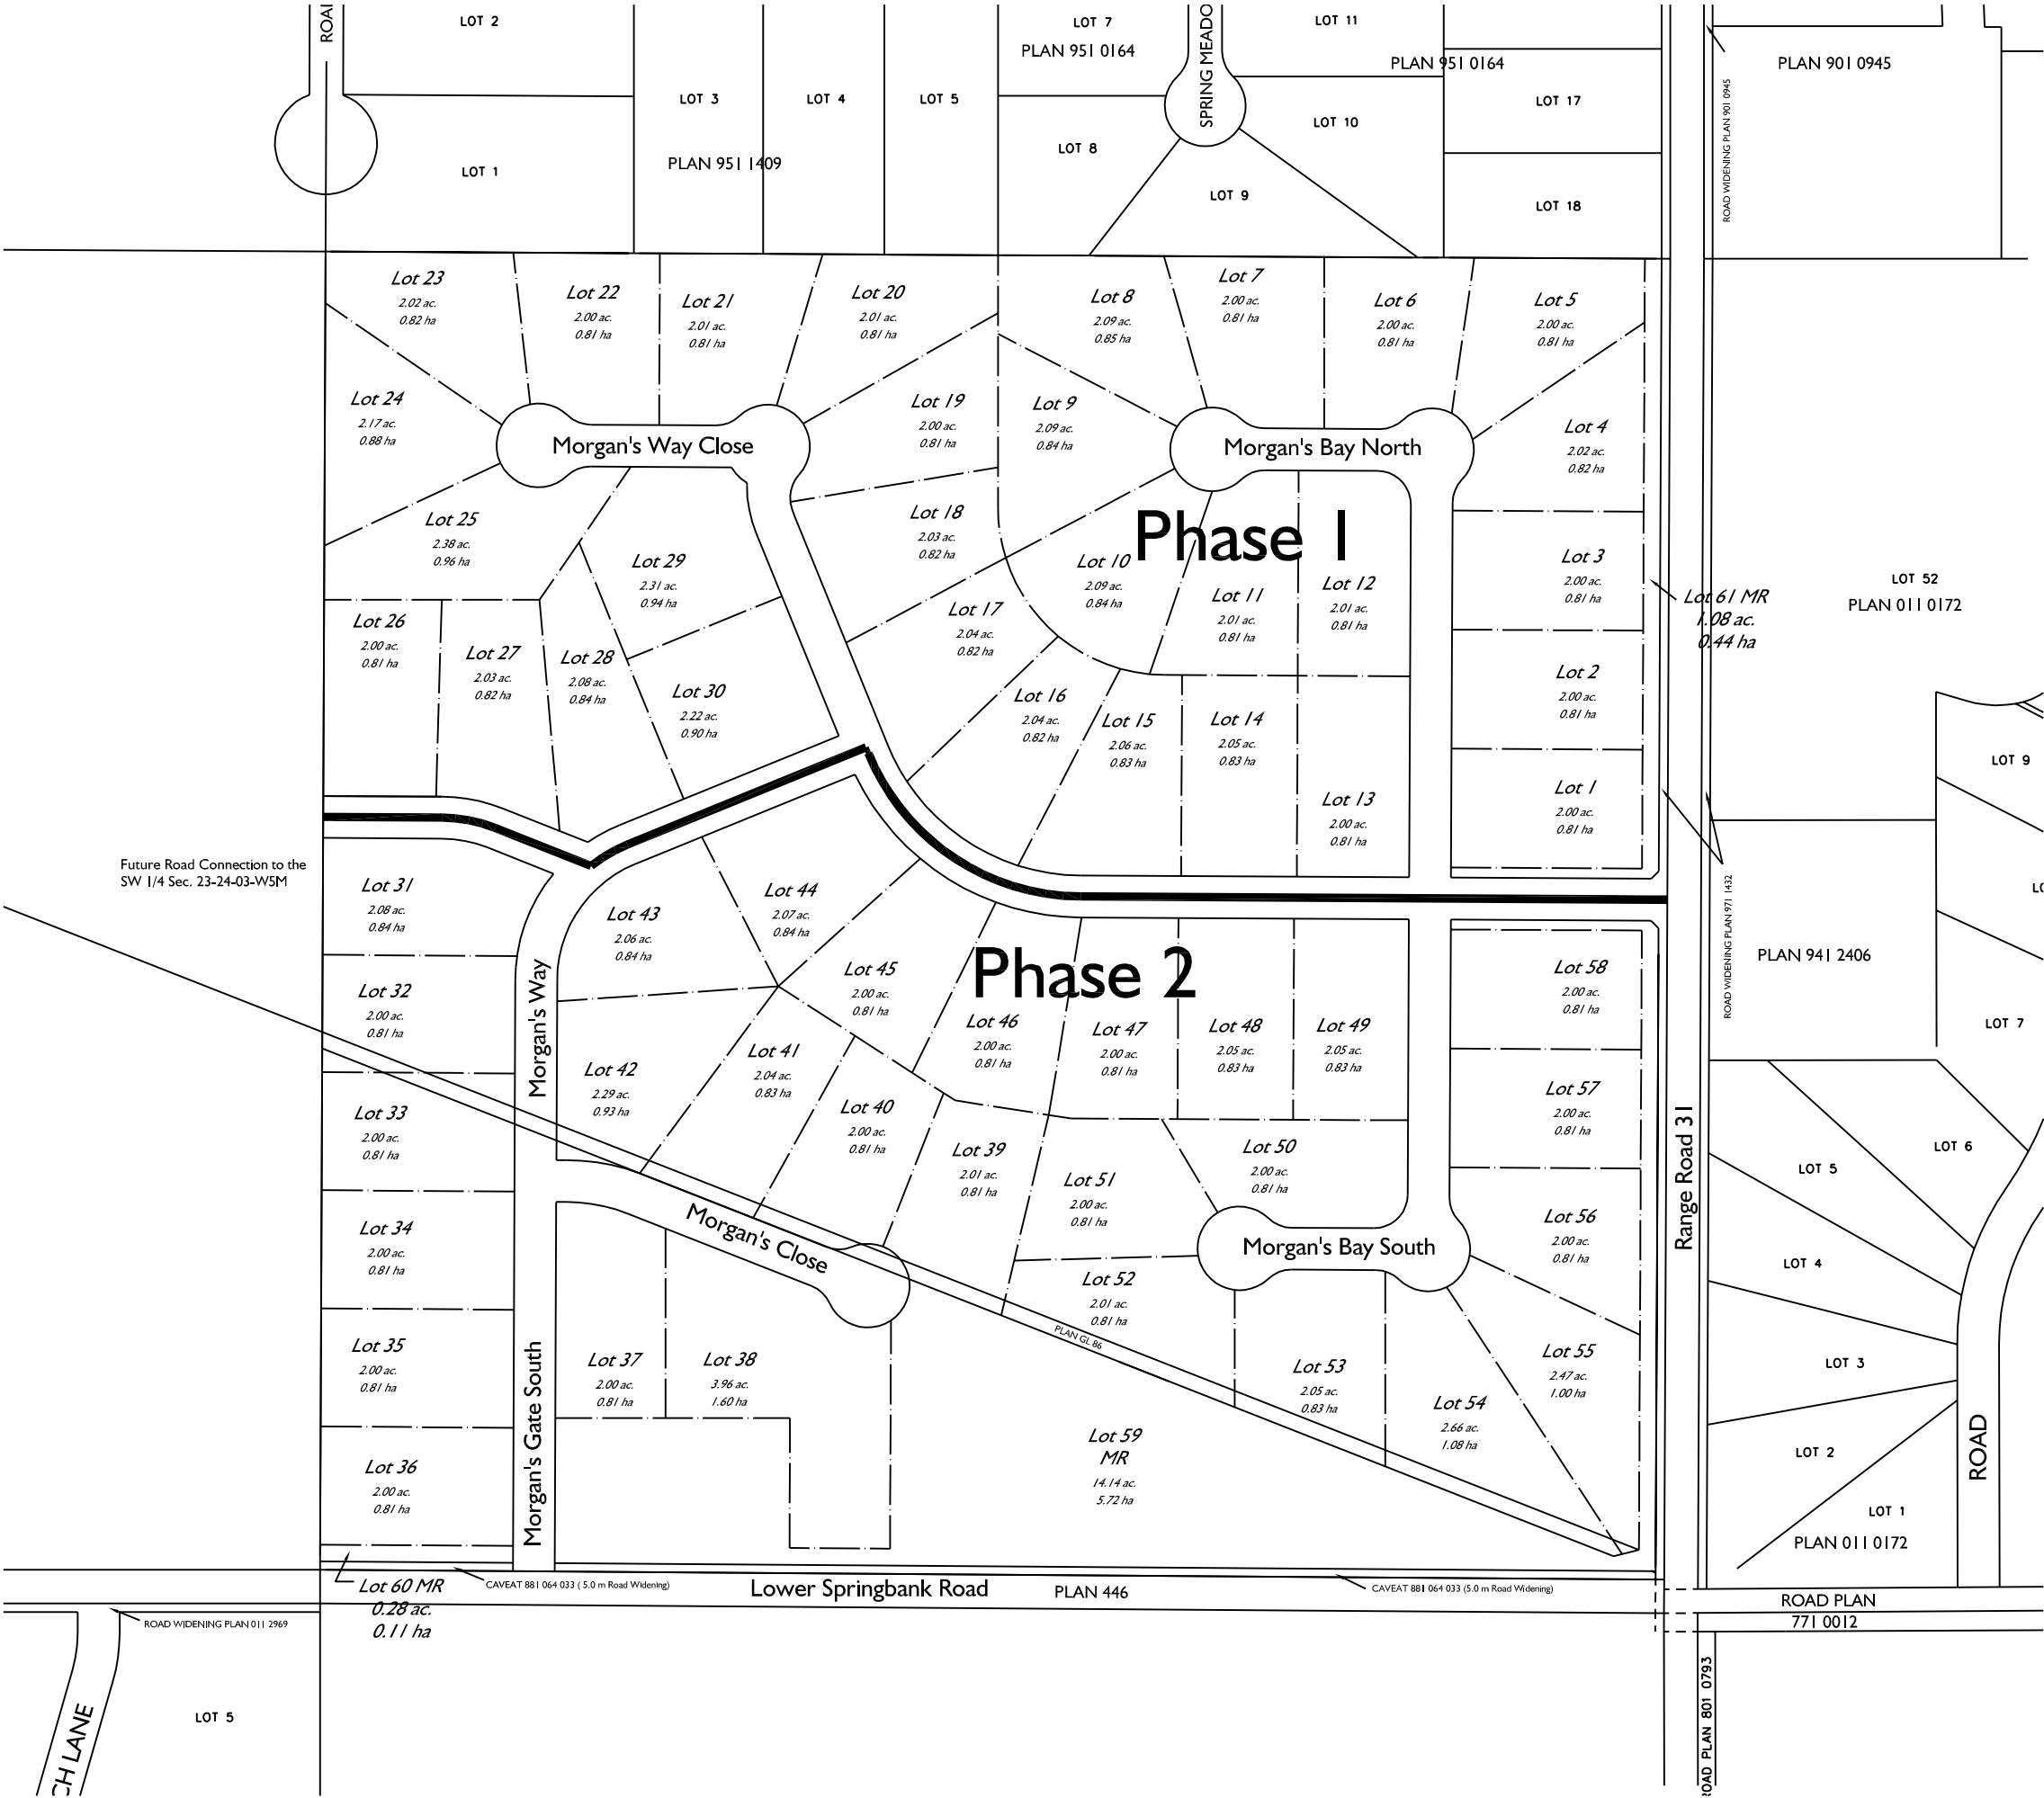 ROAD
LOT 2
LOT 7
PLAN 951 0164
SPRING MEADO
LOT 11
PLAN 951 0164
PLAN 901 0945
ROAD WIDENING PLAN 901 0945
LOT 3
LOT 4
LOT 5
LOT 17
LOT 10
LOT 8
LOT 1
PLAN 951 1409
LOT 9
LOT 18
Lot 23
2.02 ac.
0.82 ha
Lot 22
2.00 ac.
0.81 ha
Lot 21
2.01 ac.
0.81 ha
Lot 20
2.01 ac.
0.81 ha
Lot 8
2.09 ac.
0.85 ha
Lot 7
2.00 ac.
0.81 ha
Lot 6
2.00 ac.
0.81 ha
Lot 5
2.00 ac.
0.81 ha
Lot 24
2.17 ac.
0.88 ha
Morgan's Way Close
Lot 19
2.00 ac.
0.81 ha
Lot 9
2.09 ac.
0.84 ha
Morgan's Bay North
Lot 4
2.02 ac.
0.82 ha
Lot 25
2.38 ac.
0.96 ha
Lot 29
2.31 ac.
0.94 ha
Lot 18
2.03 ac.
0.82 ha
Phase 1
Lot 10
2.09 ac.
0.84 ha
Lot 11
2.01 ac.
0.81 ha
Lot 12
2.01 ac.
0.81 ha
Lot 3
2.00 ac.
0.81 ha
Lot 61 MR
1.08 ac.
0.44 ha
LOT 52
PLAN 011 0172
Lot 26
2.00 ac.
0.81 ha
Lot 27
2.03 ac.
0.82 ha
Lot 28
2.08 ac.
0.84 ha
Lot 30
2.22 ac.
0.90 ha
Lot 17
2.04 ac.
0.82 ha
Lot 16
2.04 ac.
0.82 ha
Lot 15
2.06 ac.
0.83 ha
Lot 14
2.05 ac.
0.83 ha
Lot 13
2.00 ac.
0.81 ha
Lot 2
2.00 ac.
0.81 ha
Lot 1
2.00 ac.
0.81 ha
LOT 9
Future Road Connection to the
SW 1/4 Sec. 23-24-03-W5M
Lot 31
2.08 ac.
0.84 ha
Lot 43
2.06 ac.
0.84 ha
Lot 44
2.07 ac.
0.84 ha
Lot 45
2.00 ac.
0.81 ha
Phase 2
Lot 46
2.00 ac.
0.81 ha
Lot 47
2.00 ac.
0.81 ha
Lot 48
2.05 ac.
0.83 ha
Lot 49
2.05 ac.
0.83 ha
Lot 58
2.00 ac.
0.81 ha
ROAD WIDENING PLAN 971 1432
PLAN 941 2406
LOT 7
Lot 32
2.00 ac.
0.81 ha
Morgan's Way
Lot 42
2.29 ac.
0.93 ha
Lot 41
2.04 ac.
0.83 ha
Lot 40
2.00 ac.
0.81 ha
Lot 39
2.01 ac.
0.81 ha
Lot 51
2.00 ac.
0.81 ha
Lot 50
2.00 ac.
0.81 ha
Lot 57
2.00 ac.
0.81 ha
Range Road 31
LOT 6
LOT 5
Lot 33
2.00 ac.
0.81 ha
Lot 34
2.00 ac.
0.81 ha
Morgan's Close
Morgan's Bay South
Lot 56
2.00 ac.
0.81 ha
LOT 4
Lot 52
2.01 ac.
0.81 ha
PLAN GL 86
Lot 35
2.00 ac.
0.81 ha
Morgan's Gate South
Lot 37
2.00 ac.
0.81 ha
Lot 38
3.96 ac.
1.60 ha
Lot 53
2.05 ac.
0.83 ha
Lot 54
2.66 ac.
1.08 ha
Lot 55
2.47 ac.
1.00 ha
LOT 3
LOT 2
ROAD
LOT 1
PLAN 011 0172
Lot 59
MR
14.14 ac.
5.72 ha
Lot 36
2.00 ac.
0.81 ha
Lot 60 MR
0.28 ac.
0.11 ha
CAVEAT 881 064 033 ( 5.0 m Road Widening)
Lower Springbank Road
PLAN 446
CAVEAT 881 064 033 ( 5.0 m Road Widening)
ROAD PLAN
771 0012
ROAD WIDENING PLAN 011 2969
LOT 5
CH LANE
ROAD PLAN 801 0793